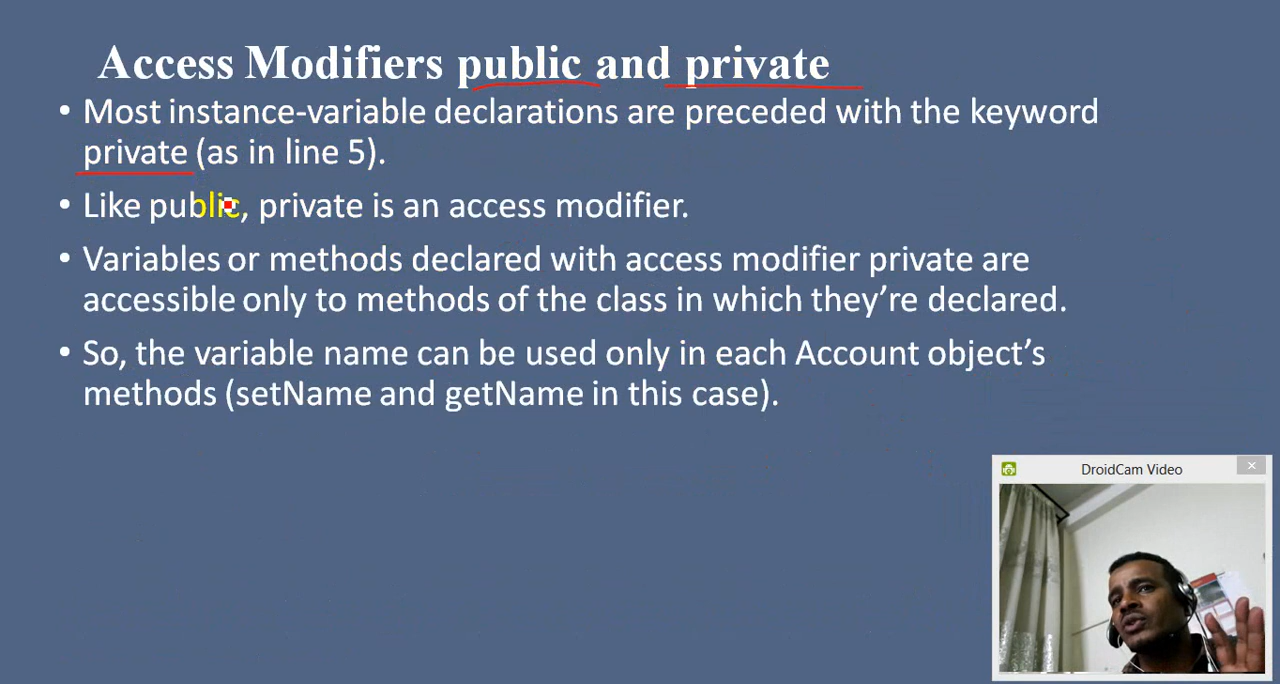 Access Modifiers public and private
• Most instance-variable declarations are preceded with the keyword
private (as in line 5).
• Like public, private is an access modifier.
• Variables or methods declared with access modifier private are
accessible only to methods of the class in which they’re declared.
• So, the variable name can be used only in each Account object’s
methods (setName and getName in this case).
DroidCam Video